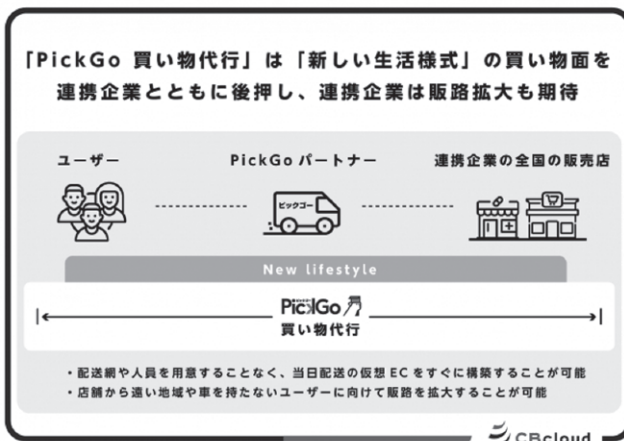 「PickGo 買い物代行」は「新しい生活様式」の買い物面を
連携企業とともに後押し、連携企業は販路拡大も期待
ユーザー
PickGo パートナー
連携企業の全国の販売店
ピックゴー
New lifestyle
PickGo
買い物代行
・配送網や人員を用意することなく、当日配送の仮想 EC をすぐに構築することが可能
・店舗から遠い地域や車を持たないユーザーに向けて販路を拡大することが可能
CBcloud